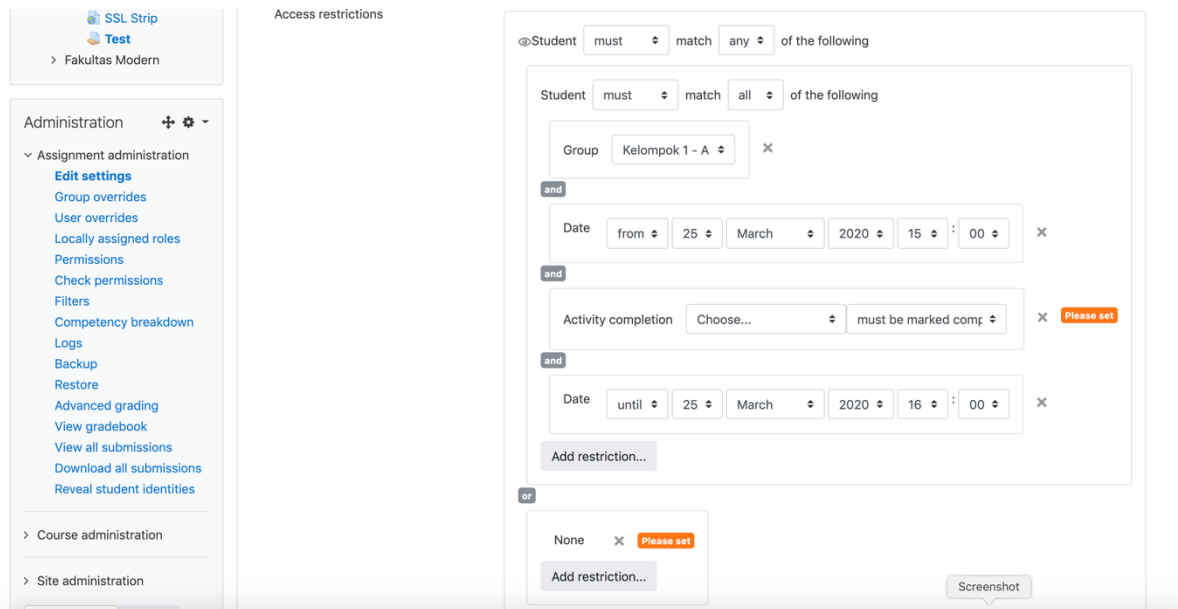 SSL Strip
Test
Fakultas Modern
Administration
Assignment administration
Edit settings
Group overrides
User overrides
Locally assigned roles
Permissions
Check permissions
Filters
Competency breakdown
Logs
Backup
Restore
Advanced grading
View gradebook
View all submissions
Download all submissions
Reveal student identities
Course administration
Site administration
Access restrictions
Student must match any of the following
Student must match all of the following
Group Kelompok 1 - A
and
Date from 25 March 2020 15 : 00
and
Activity completion Choose... must be marked comp Please set
and
Date until 25 March 2020 16 : 00
Add restriction...
or
None Please set
Add restriction...
Screenshot